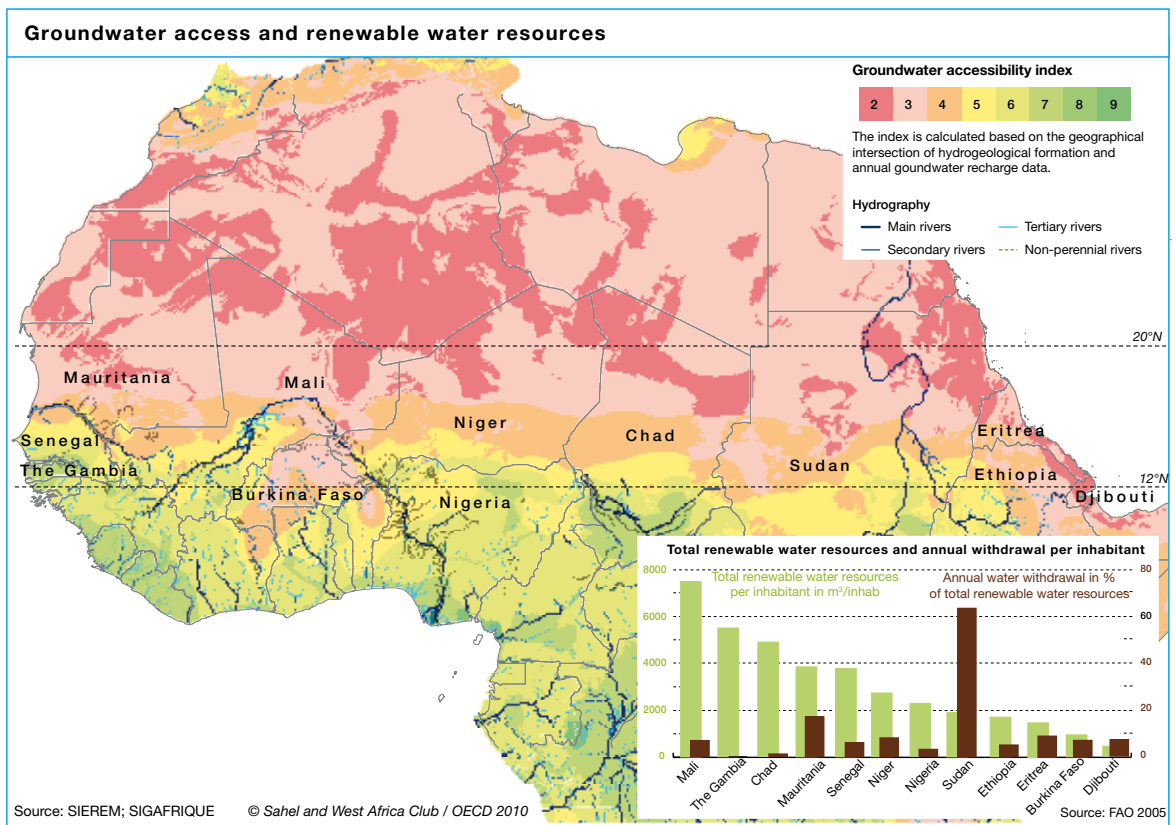 Groundwater access and renewable water resources
Groundwater accessibility index
2 3 4 5 6 7 8 9
The index is calculated based on the geographical
intersection of hydrogeological formation and
annual goundwater recharge data.
Hydrography
Main rivers
Tertiary rivers
Secondary rivers
Non-perennial rivers
20°N
Mauritania
Mali
Niger
Chad
Sudan
Eritrea
Senegal
The Gambia
Burkina Faso
Nigeria
Ethiopia
12°N
Djibouti
Total renewable water resources and annual withdrawal per inhabitant
Total renewable water resources
per inhabitant in m³/inhab
Annual water withdrawal in %
of total renewable water resources
8000
6000
4000
2000
0
80
60
40
20
0
Mali
The Gambia
Chad
Mauritania
Senegal
Niger
Nigeria
Sudan
Ethiopia
Eritrea
Burkina Faso
Djibouti
Source: SIEREM; SIGAFRIQUE
© Sahel and West Africa Club / OECD 2010
Source: FAO 2005